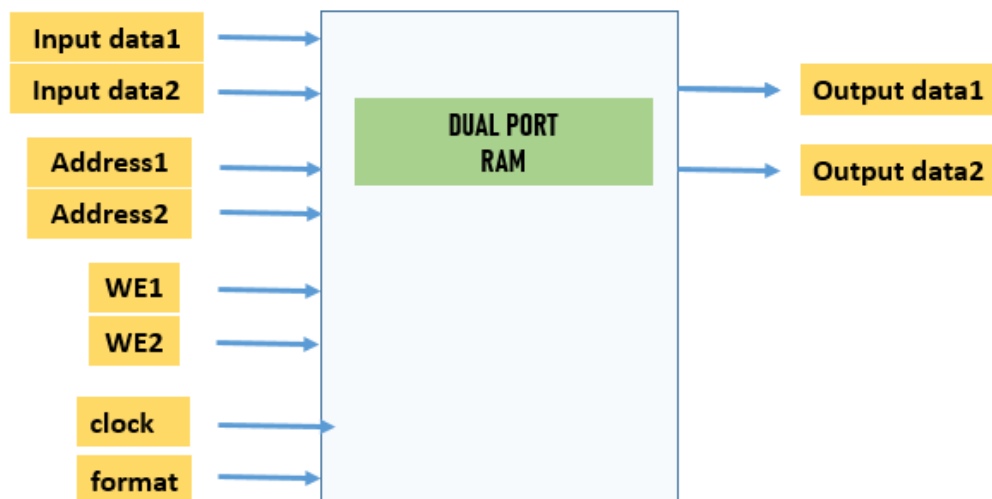 Input data1
Input data2
Address1
Address2
WE1
WE2
clock
format
DUAL PORT
RAM
Output data1
Output data2